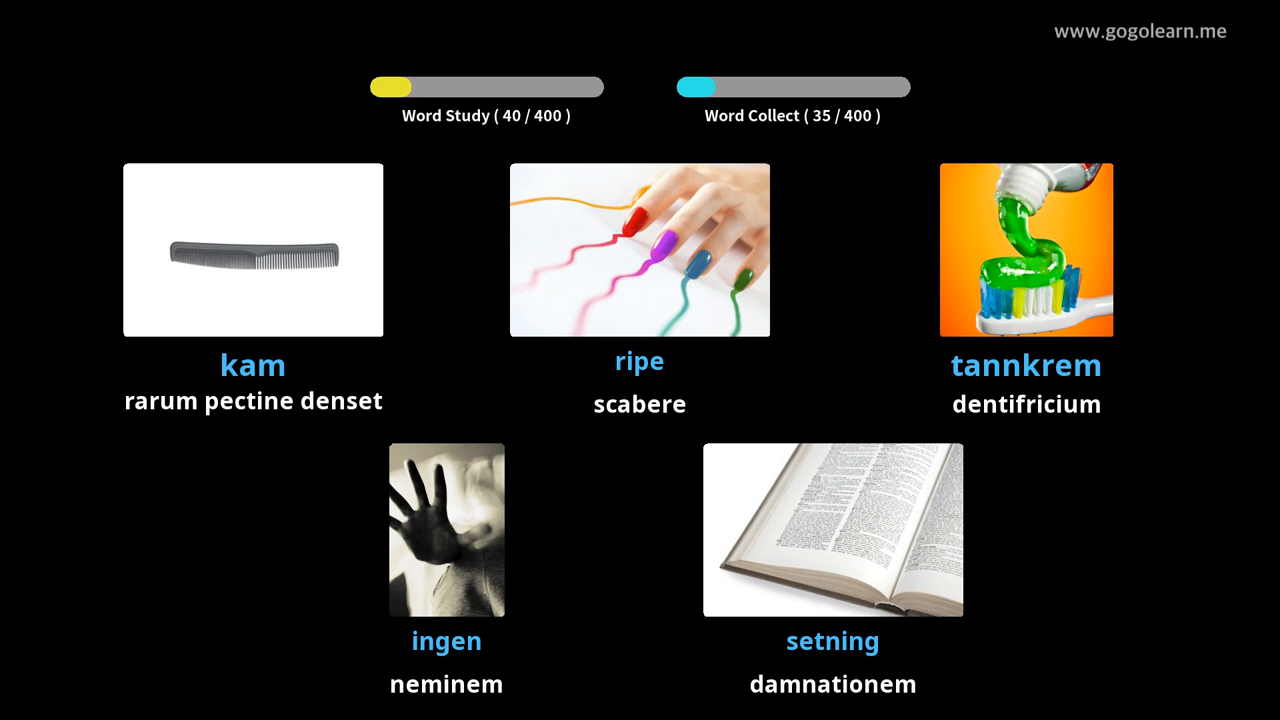 www.gogolearn.me
Word Study ( 40 / 400 )
Word Collect ( 35 / 400 )
kam
rarum pectine denset
ripe
scabere
tannkrem
dentifricium
ingen
neminem
setning
damnationem